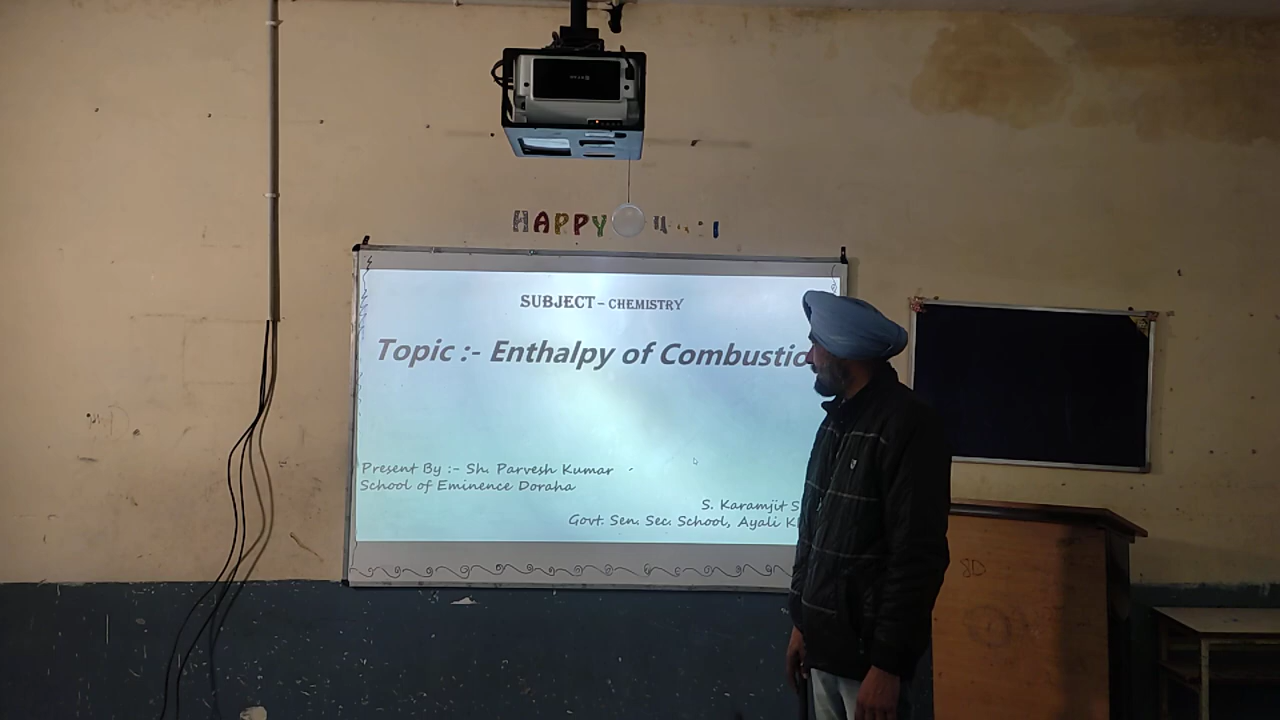 HAPPY
SUBJECT – CHEMISTRY
Topic :- Enthalpy of Combustio
Present By :- Sh. Parvesh Kumar
School of Eminence Doraha
S. Karamjit S
Govt. Sen. Sec. School, Ayali K
8D